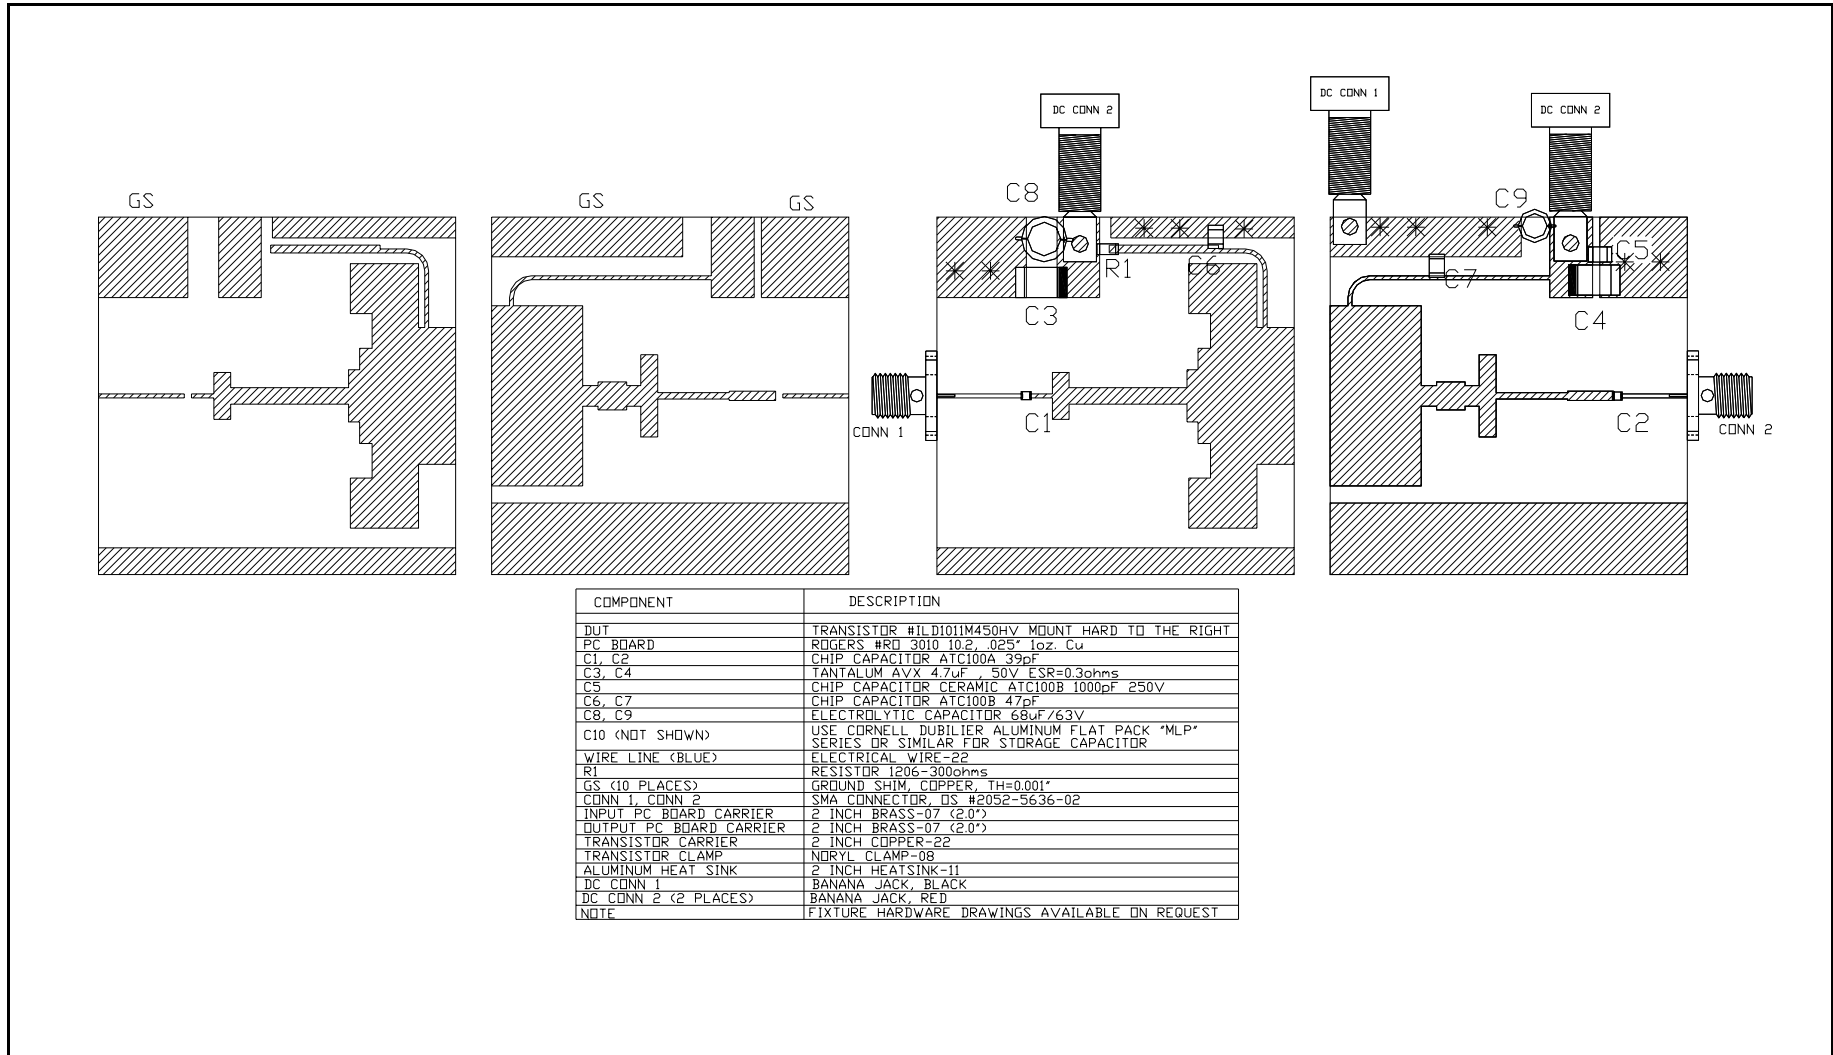 DC CONN 1
DC CONN 2
DC CONN 2
GS
GS
GS
C8
C9
R1
C6
C5
C7
C3
C4
CONN 1
C1
C2
CONN 2
COMPONENT DESCRIPTION
DUT TRANSISTOR #ILD1011M450HV MOUNT HARD TO THE RIGHT
PC BOARD ROGERS #RO 3010 10.2, .025" 1oz. Cu
C1, C2 CHIP CAPACITOR ATC100A 39pF
C3, C4 TANTALUM AVX 4.7uF , 50V ESR=0.3ohms
C5 CHIP CAPACITOR CERAMIC ATC100B 1000pF 250V
C6, C7 CHIP CAPACITOR ATC100B 47pF
C8, C9 ELECTROLYTIC CAPACITOR 68uF/63V
C10 (NOT SHOWN) USE CORNELL DUBILIER ALUMINUM FLAT PACK "MLP"
SERIES OR SIMILAR FOR STORAGE CAPACITOR
WIRE LINE (BLUE) ELECTRICAL WIRE-22
R1 RESISTOR 1206-300ohms
GS (10 PLACES) GROUND SHIM, COPPER, TH=0.001"
CONN 1, CONN 2 SMA CONNECTOR, OS #2052-5636-02
INPUT PC BOARD CARRIER 2 INCH BRASS-07 (2.0")
OUTPUT PC BOARD CARRIER 2 INCH BRASS-07 (2.0")
TRANSISTOR CARRIER 2 INCH COPPER-22
TRANSISTOR CLAMP NORYL CLAMP-08
ALUMINUM HEAT SINK 2 INCH HEATSINK-11
DC CONN 1 BANANA JACK, BLACK
DC CONN 2 (2 PLACES) BANANA JACK, RED
NOTE FIXTURE HARDWARE DRAWINGS AVAILABLE ON REQUEST